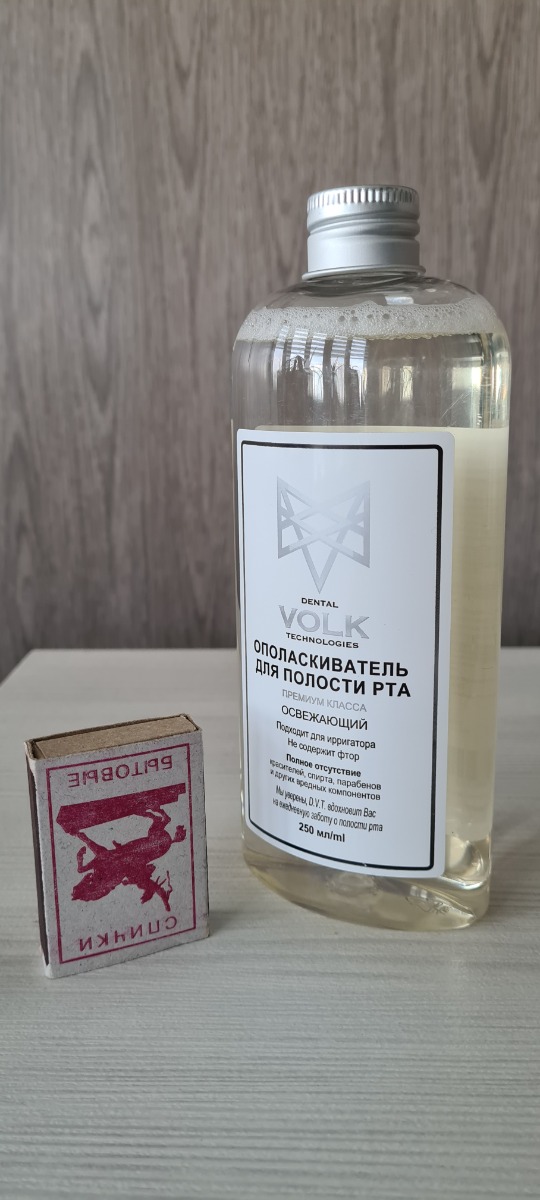 DENTAL
VOLK
TECHNOLOGIES
ОПОЛАСКИВАТЕЛЬ
ДЛЯ ПОЛОСТИ РТА
ПРЕМИУМ КЛАССА
ОСВЕЖАЮЩИЙ
Подходит для ирригатора
Не содержит фтор
Полное отсутствие
красителей, спирта, парабенов
и других вредных компонентов
Мы уверены, D.V.T. вдохновит Вас
на ежедневную заботу о полости рта
250 мл/ml
СПИЧКИ
БЫТОВЫЕ